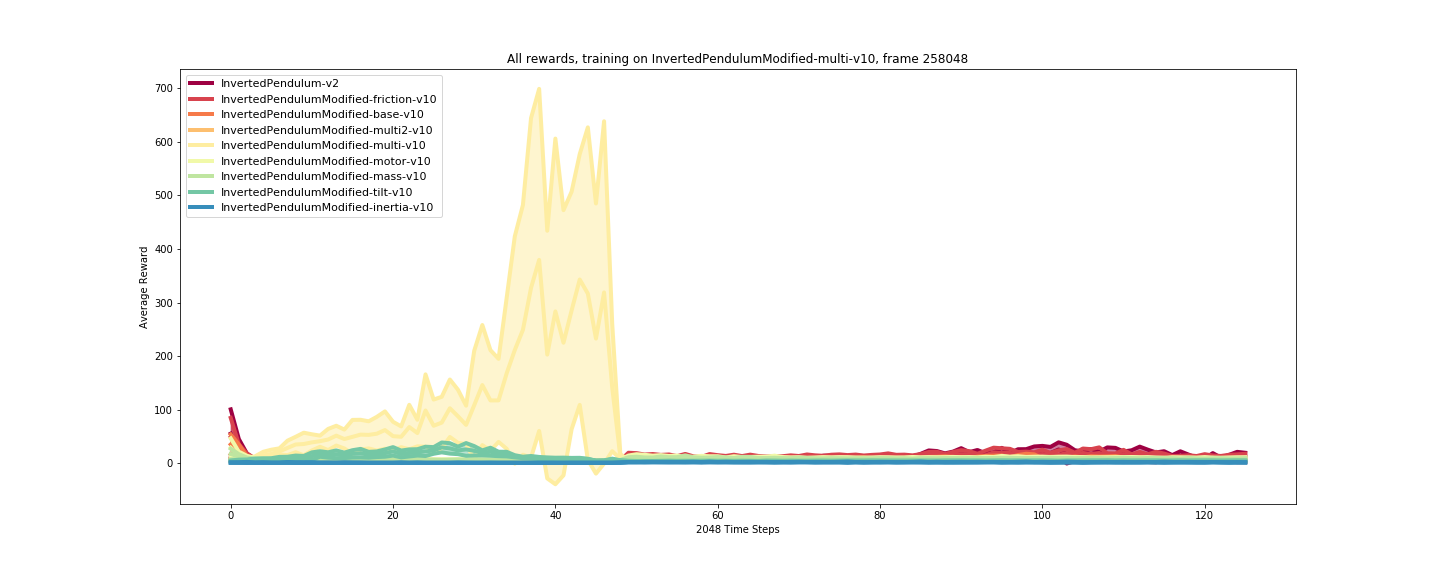 All rewards, training on InvertedPendulumModified-multi-v10, frame 258048
InvertedPendulum-v2
InvertedPendulumModified-friction-v10
InvertedPendulumModified-base-v10
InvertedPendulumModified-multi2-v10
InvertedPendulumModified-multi-v10
InvertedPendulumModified-motor-v10
InvertedPendulumModified-mass-v10
InvertedPendulumModified-tilt-v10
InvertedPendulumModified-inertia-v10
Average Reward
700
600
500
400
300
200
100
0
0 20 40 60 80 100 120
2048 Time Steps